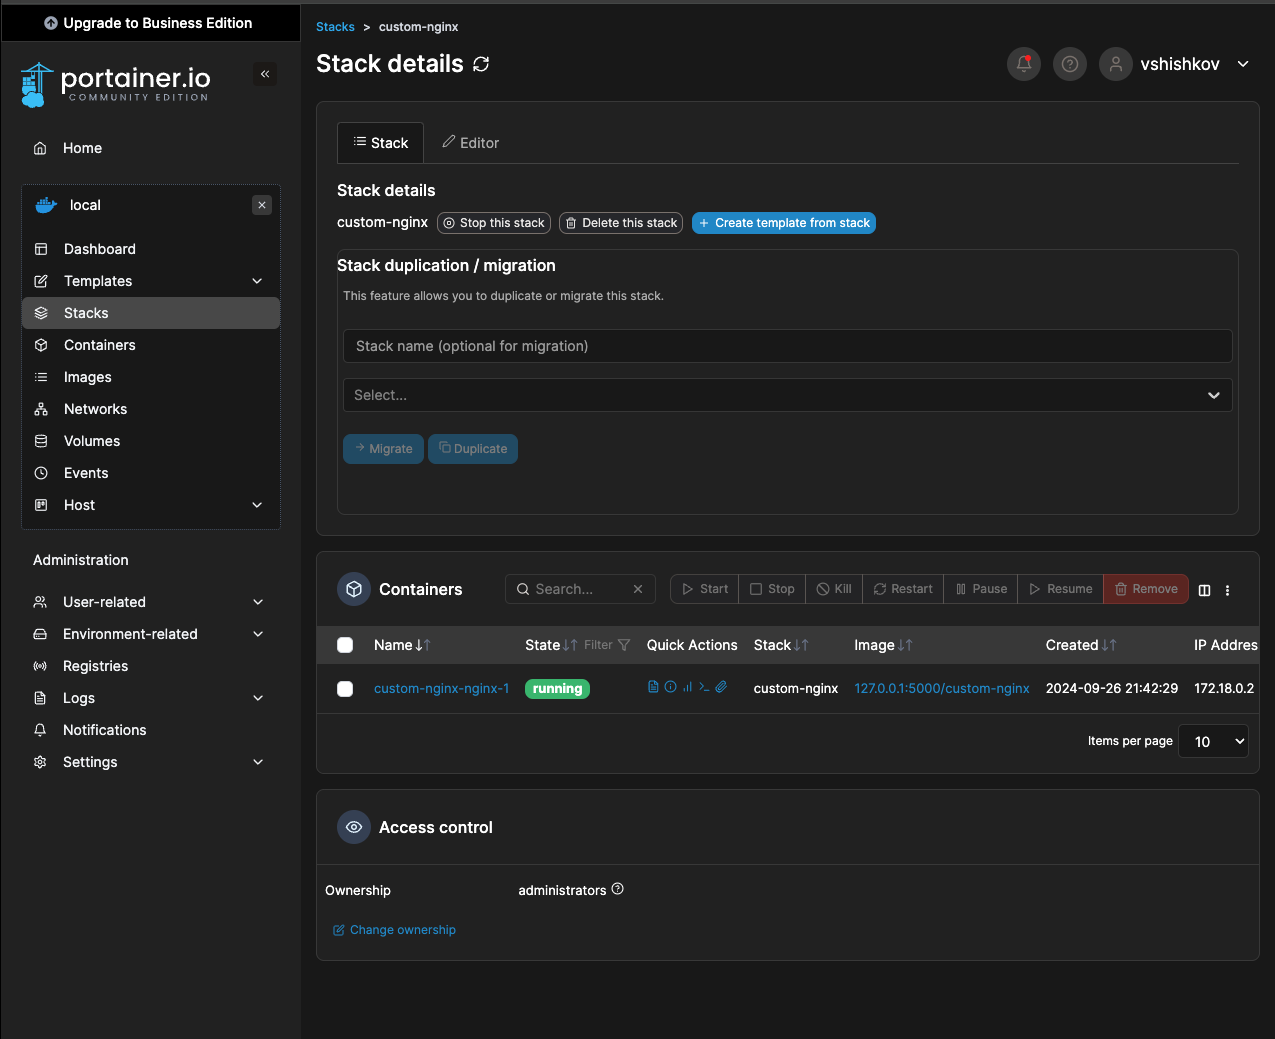 Upgrade to Business Edition
portainer.io
COMMUNITY EDITION
Home
local
Dashboard
Templates
Stacks
Containers
Images
Networks
Volumes
Events
Host
Administration
User-related
Environment-related
Registries
Logs
Notifications
Settings
Stacks > custom-nginx
Stack details
vshishkov
Stack Editor
Stack details
custom-nginx Stop this stack Delete this stack + Create template from stack
Stack duplication / migration
This feature allows you to duplicate or migrate this stack.
Stack name (optional for migration)
Select...
Migrate Duplicate
Containers Search... Start Stop Kill Restart Pause Resume Remove
Name State Filter Quick Actions Stack Image Created IP Addres
custom-nginx-nginx-1 running custom-nginx 127.0.0.1:5000/custom-nginx 2024-09-26 21:42:29 172.18.0.2
Items per page 10
Access control
Ownership administrators
Change ownership